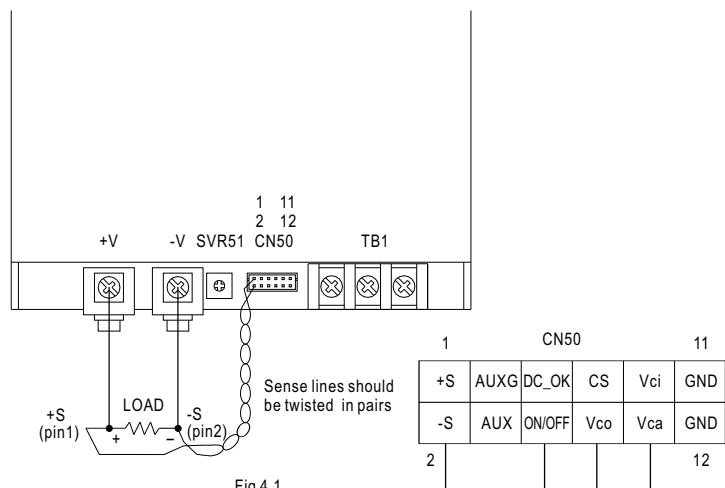 1 11
2 12
+V -V SVR51 CN50 TB1
Sense lines should
be twisted in pairs
+S
(pin1)
LOAD
+ −
-S
(pin2)
1 CN50 11
+S AUXG DC_OK CS Vci GND
-S AUX ON/OFF Vco Vca GND
2 12